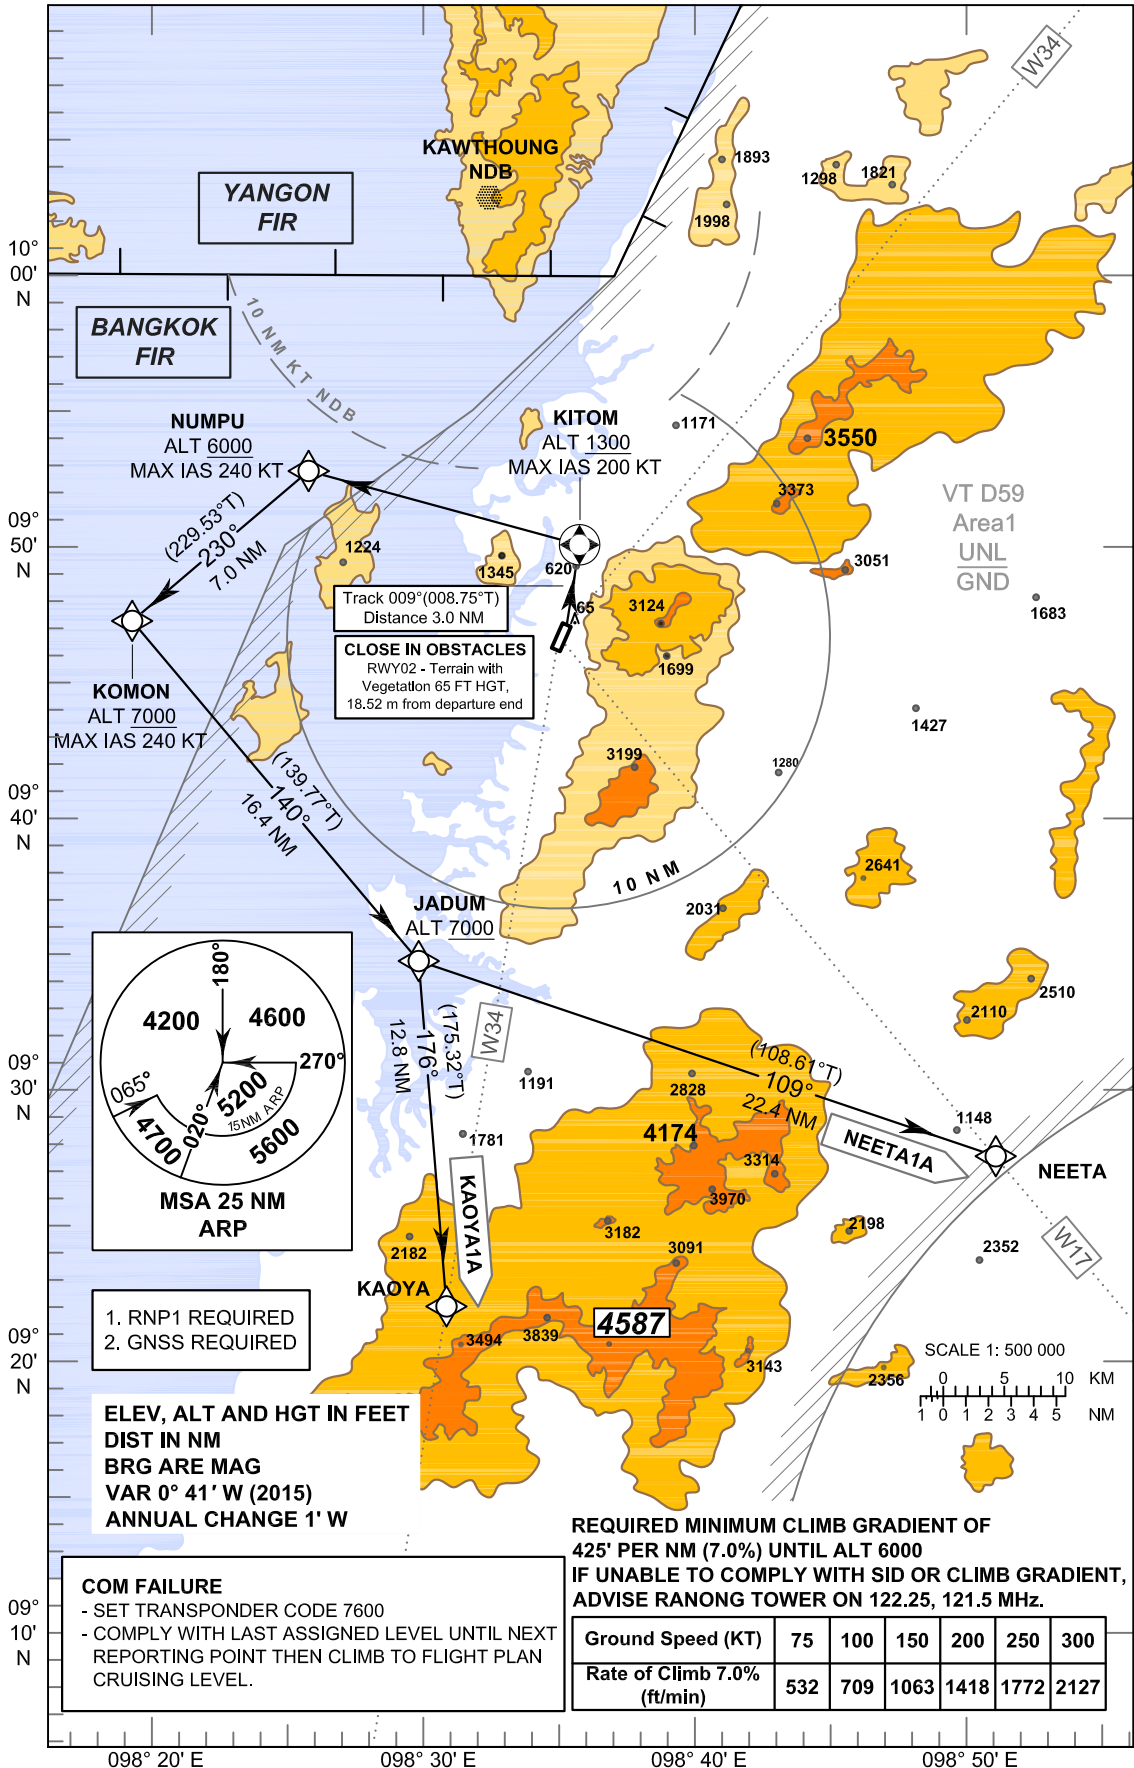 W34
KAWTHOUNG
NDB
1893
1298
1821
1998
YANGON
FIR
10°
00'
N
BANGKOK
FIR
10 NM KT NDB
NUMPU
ALT 6000
MAX IAS 240 KT
KITOM
ALT 1300
MAX IAS 200 KT
1171
3550
3373
VT D59
Area1
UNL
GND
09°
50'
N
(229.53°T)
230°
7.0 NM
1224
1345
620
3051
1683
Track 009°(008.75°T)
Distance 3.0 NM
65
3124
1699
CLOSE IN OBSTACLES
RWY02 - Terrain with
Vegetation 65 FT HGT,
18.52 m from departure end
KOMON
ALT 7000
MAX IAS 240 KT
1427
3199
1280
(139.77°T)
140°
16.4 NM
09°
40'
N
10 NM
2641
2031
JADUM
ALT 7000
2510
2110
180°
4200
4600
270°
065°
5200
15NM ARP
020°
4700
5600
MSA 25 NM
ARP
(175.32°T)
176°
12.8 NM
W34
09°
30'
N
1191
1781
(108.61°T)
109°
22.4 NM
2828
4174
3314
3970
1148
NEETA1A
NEETA
KAOYA1A
2182
3182
3091
2198
2352
W17
KAOYA
1. RNP1 REQUIRED
2. GNSS REQUIRED
09°
20'
N
3494
3839
4587
3143
2356
SCALE 1: 500 000
0 5 10 KM
1 0 1 2 3 4 5 NM
ELEV, ALT AND HGT IN FEET
DIST IN NM
BRG ARE MAG
VAR 0° 41' W (2015)
ANNUAL CHANGE 1' W
REQUIRED MINIMUM CLIMB GRADIENT OF
425' PER NM (7.0%) UNTIL ALT 6000
IF UNABLE TO COMPLY WITH SID OR CLIMB GRADIENT,
ADVISE RANONG TOWER ON 122.25, 121.5 MHz.
COM FAILURE
- SET TRANSPONDER CODE 7600
- COMPLY WITH LAST ASSIGNED LEVEL UNTIL NEXT
REPORTING POINT THEN CLIMB TO FLIGHT PLAN
CRUISING LEVEL.
09°
10'
N
Ground Speed (KT) 75 100 150 200 250 300
Rate of Climb 7.0%
(ft/min) 532 709 1063 1418 1772 2127
098° 20' E 098° 30' E 098° 40' E 098° 50' E